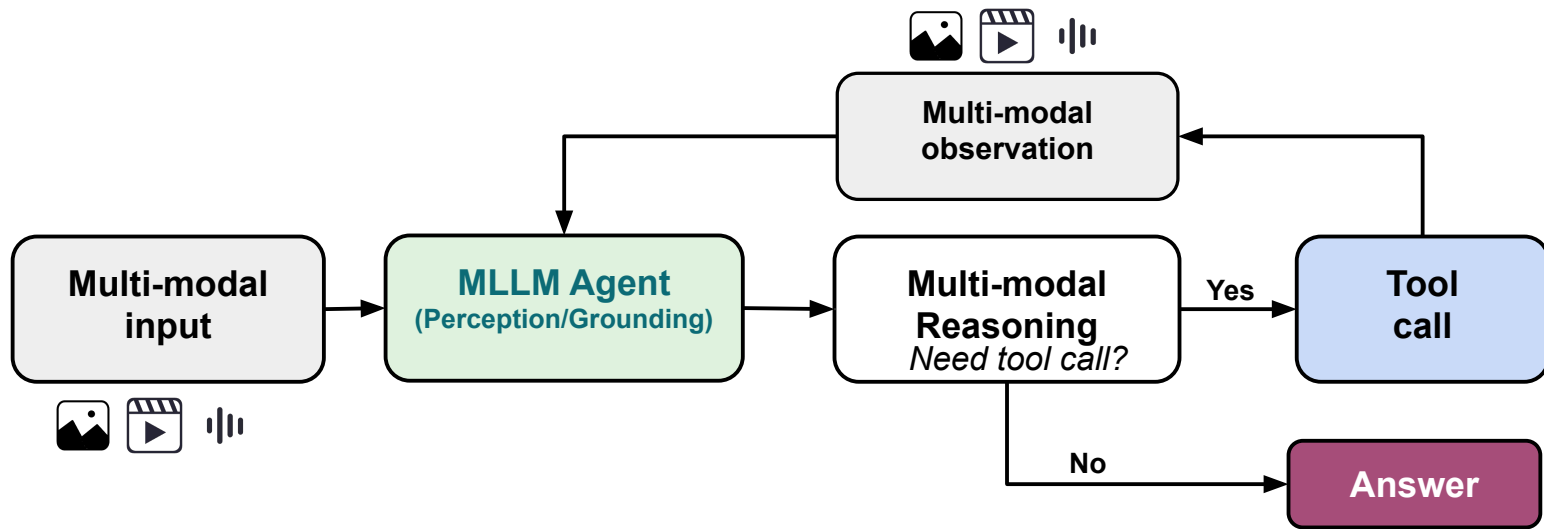 Multi-modal
observation
Multi-modal
input
MLLM Agent
(Perception/Grounding)
Multi-modal
Reasoning
Need tool call?
Yes
Tool
call
No
Answer